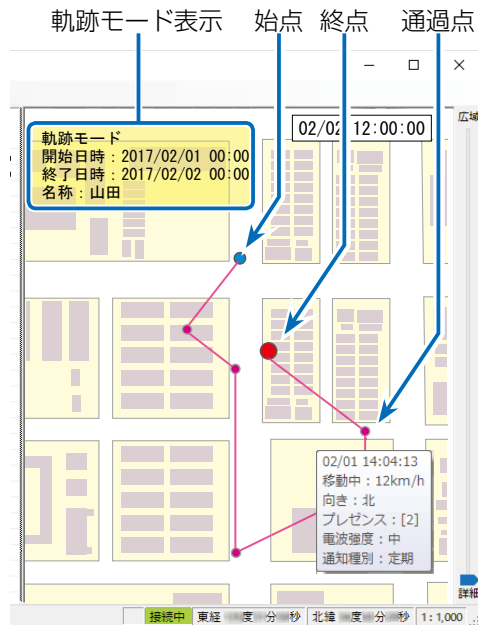 軌跡モード表示 始点 終点 通過点
広域
02/02 12:00:00
軌跡モード
開始日時：2017/02/01 00:00
終了日時：2017/02/02 00:00
名称：山田
02/01 14:04:13
移動中：12km/h
向き：北
プレゼンス：[2]
電波強度：中
通知種別：定期
詳細
接続中 東経 度 分 秒 北緯 度 分 秒 1：1,000